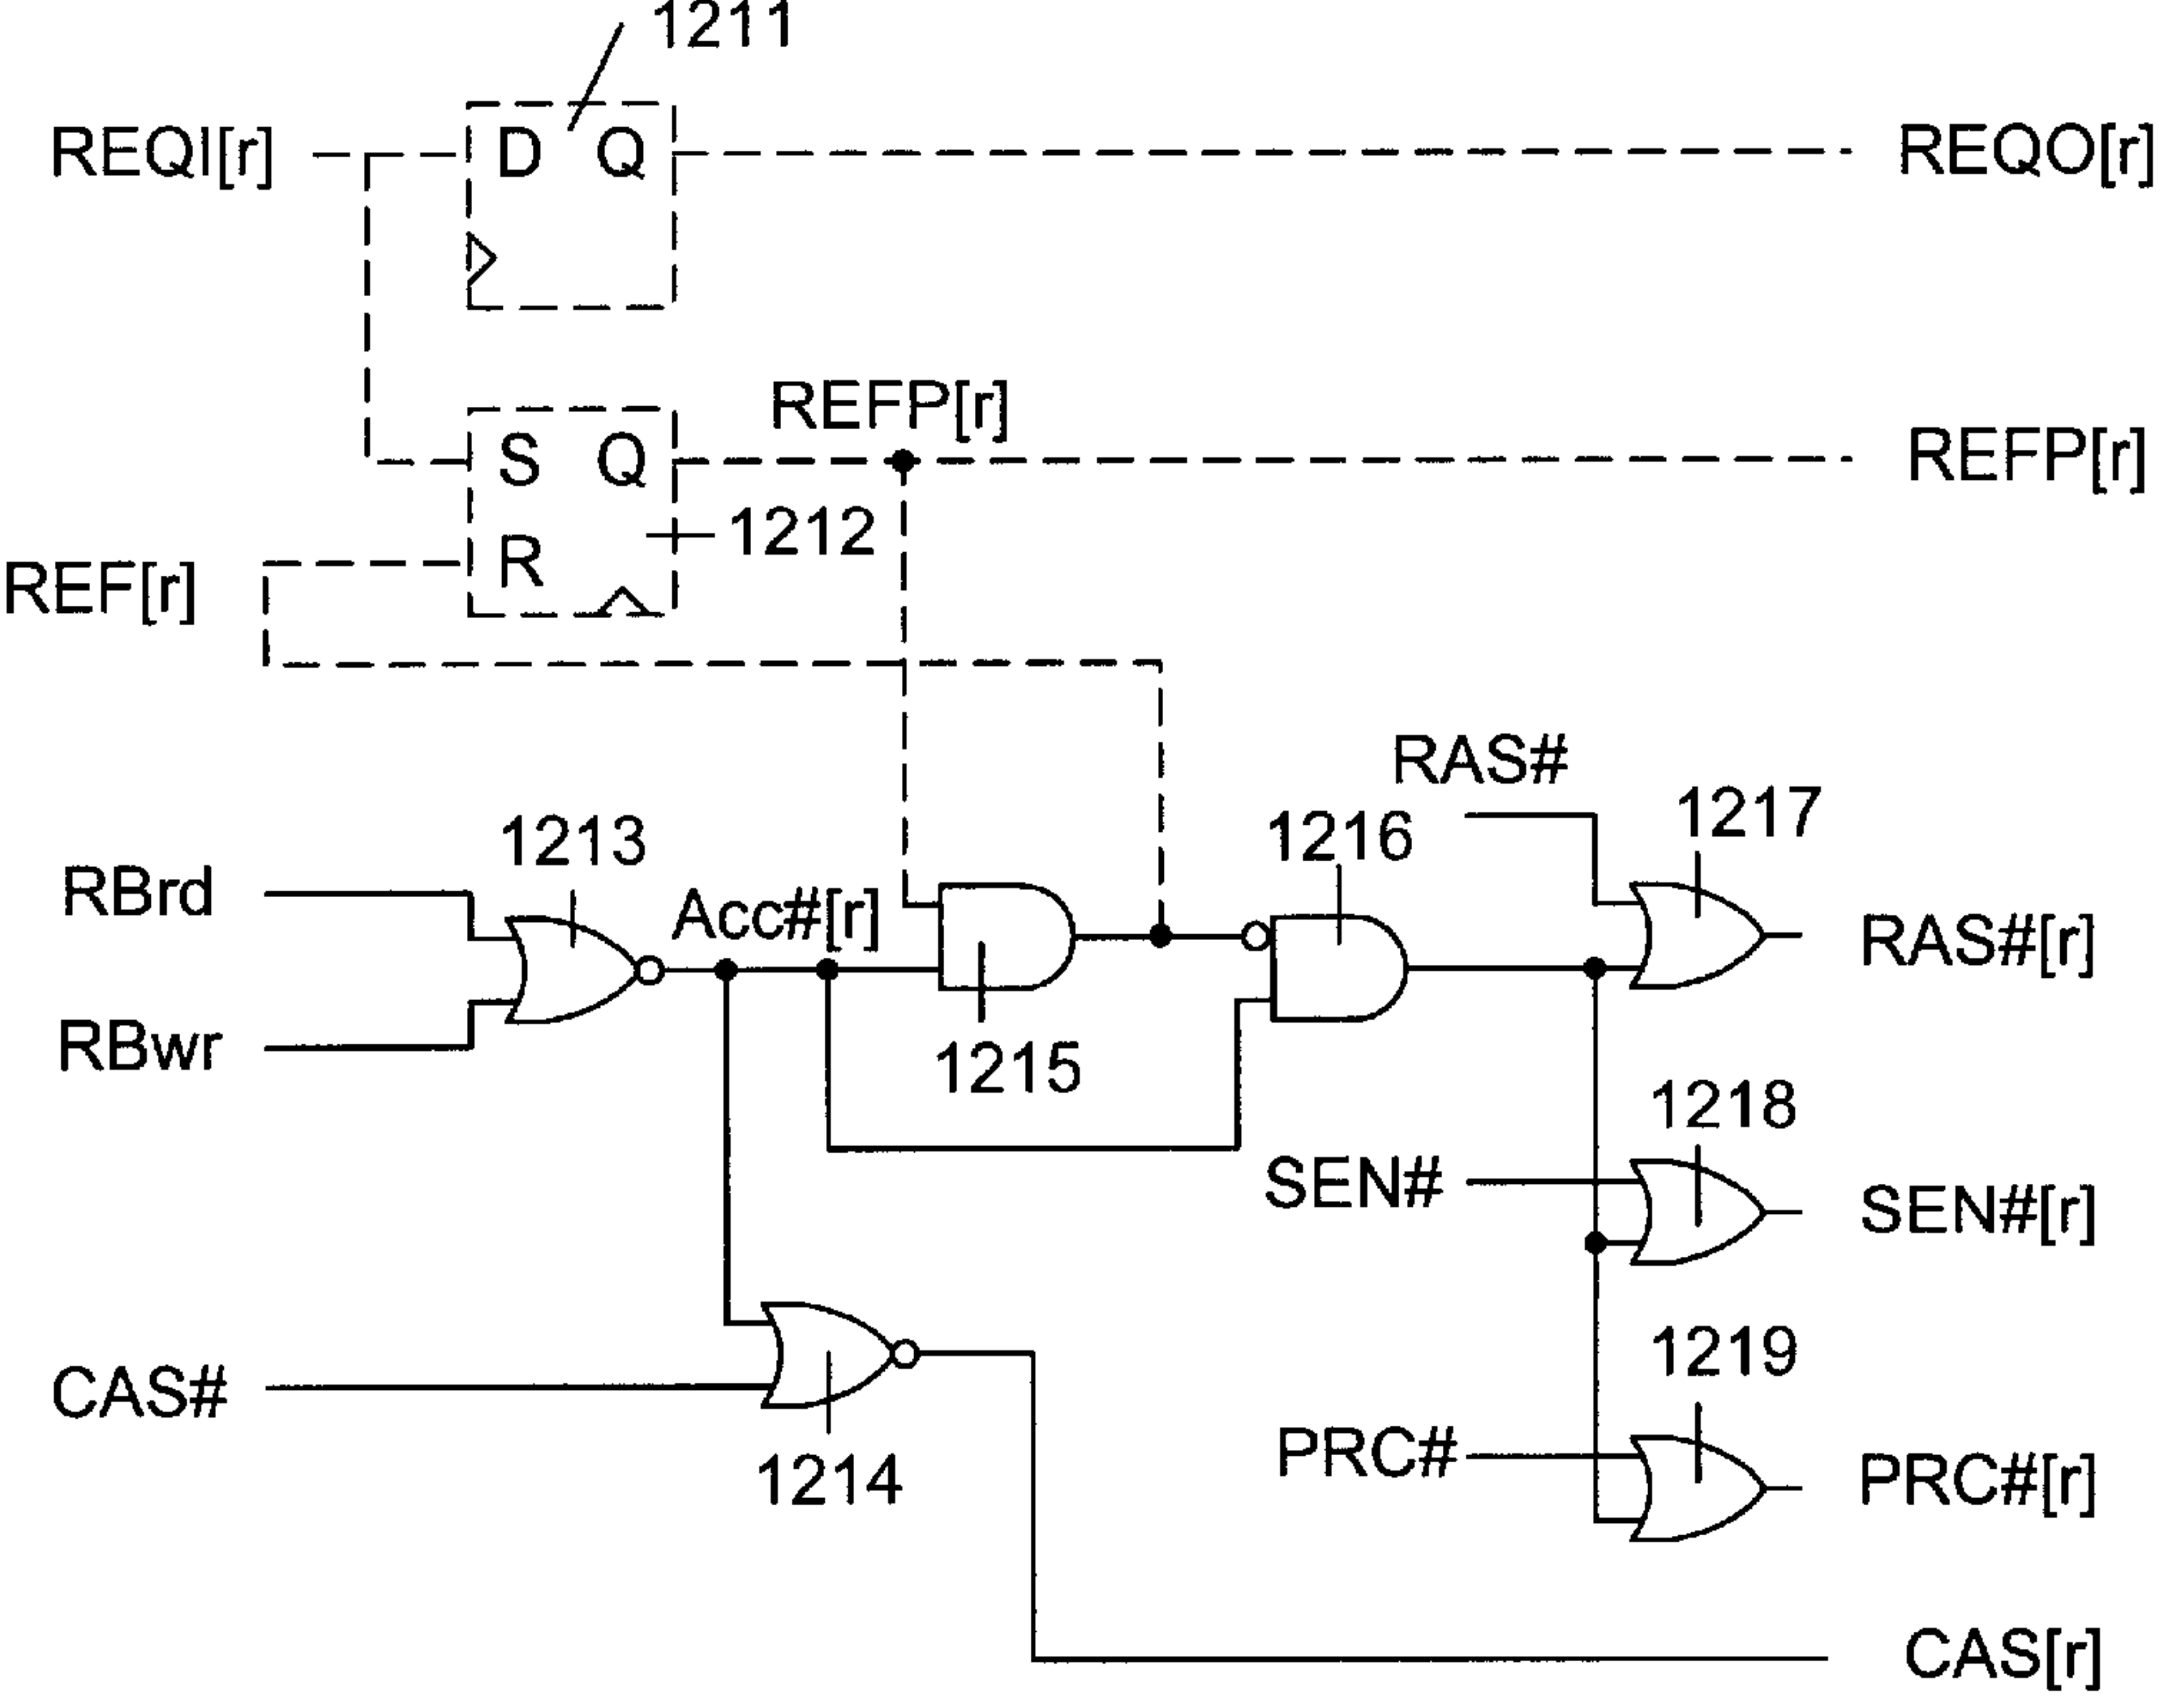 1211
REQI[r]
D Q
REQO[r]
REFP[r]
S Q
REFP[r]
1212
R
REF[r]
RAS#
1217
1213
1216
RBrd
Acc#[r]
RAS#[r]
RBwr
1215
1218
SEN#
SEN#[r]
1219
CAS#
PRC#
1214
PRC#[r]
CAS[r]